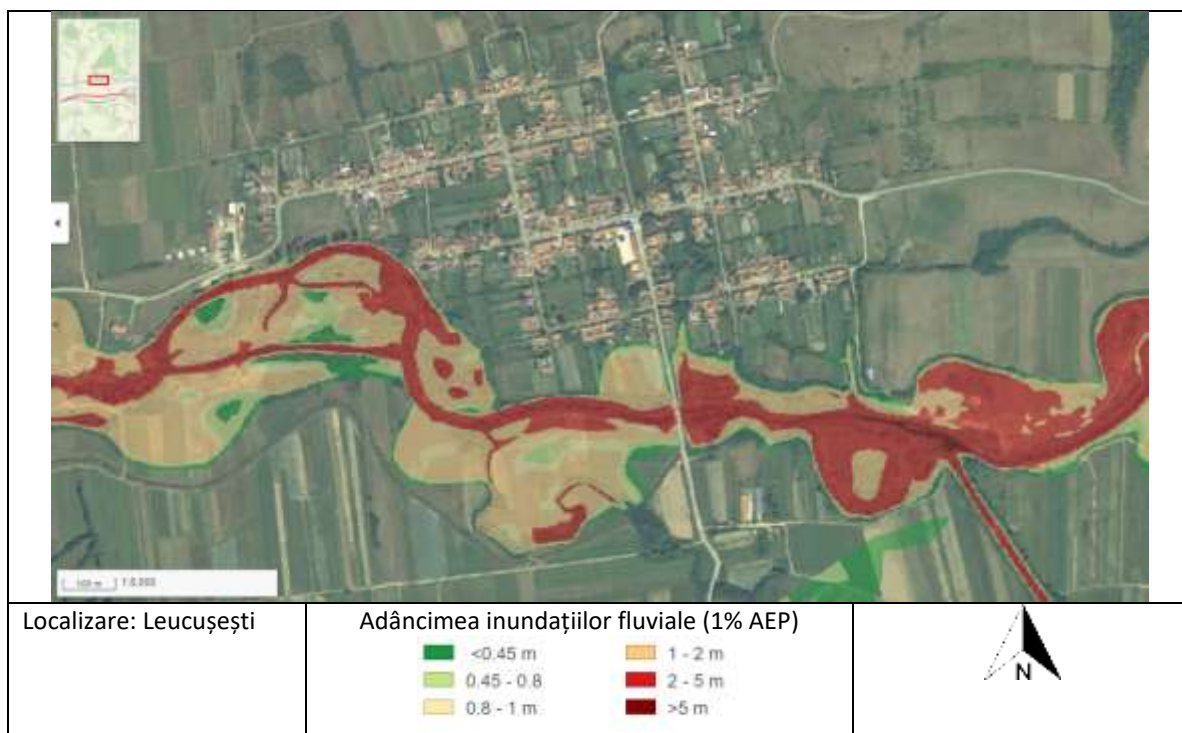 Localizare: Leucușești
Adâncimea inundațiilor fluviale (1% AEP)
<0.45 m
0.45 - 0.8
0.8 - 1 m
1 - 2 m
2 - 5 m
>5 m
N